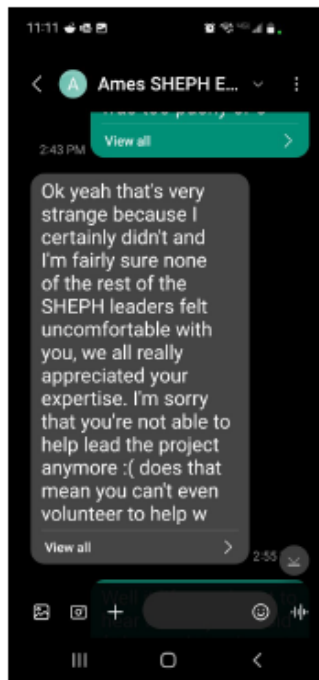 11:11
A Ames SHEPH E...
View all
2:43 PM
Ok yeah that's very
strange because I
certainly didn't and
I'm fairly sure none
of the rest of the
SHEPH leaders felt
uncomfortable with
you, we all really
appreciated your
expertise. I'm sorry
that you're not able to
help lead the project
anymore :( does that
mean you can't even
volunteer to help w
View all
2:55